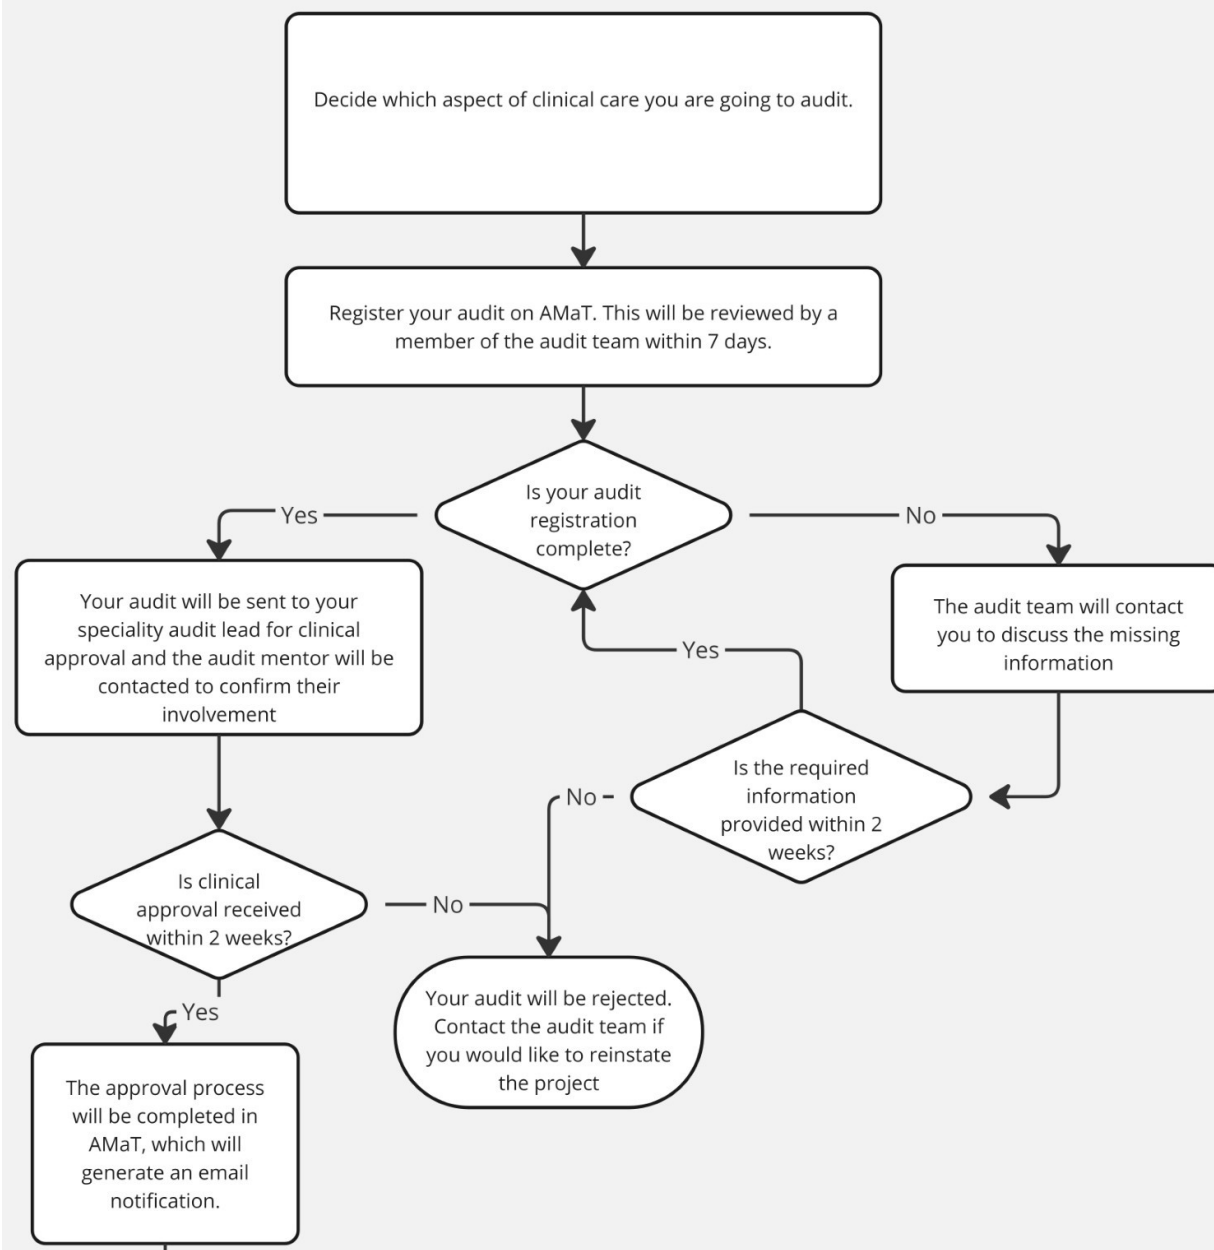 Decide which aspect of clinical care you are going to audit.
Register your audit on AMaT. This will be reviewed by a
member of the audit team within 7 days.
Is your audit
registration
complete?
Yes
No
Your audit will be sent to your
speciality audit lead for clinical
approval and the audit mentor will be
contacted to confirm their
involvement
The audit team will contact
you to discuss the missing
information
Yes
Is the required
information
provided within 2
weeks?
No
Is clinical
approval received
within 2 weeks?
No
Yes
Your audit will be rejected.
Contact the audit team if
you would like to reinstate
the project
The approval process
will be completed in
AMaT, which will
generate an email
notification.